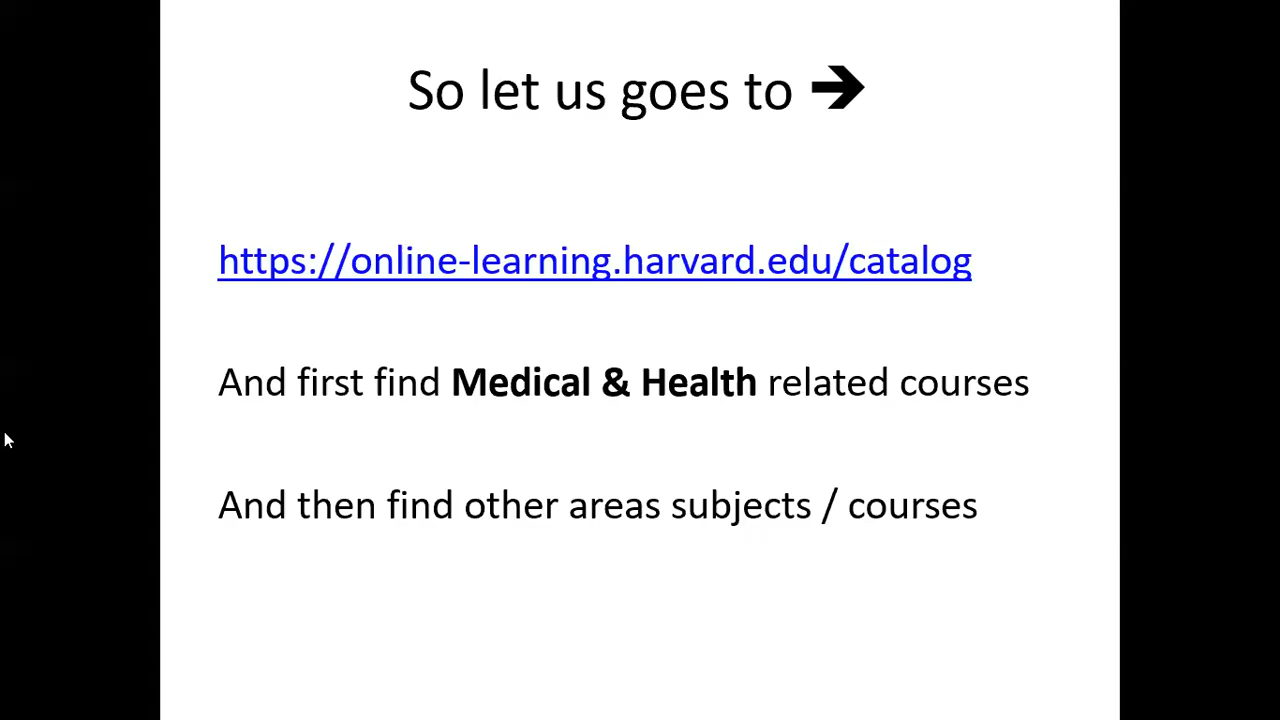 So let us goes to ➔
https://online-learning.harvard.edu/catalog
And first find Medical & Health related courses
And then find other areas subjects / courses